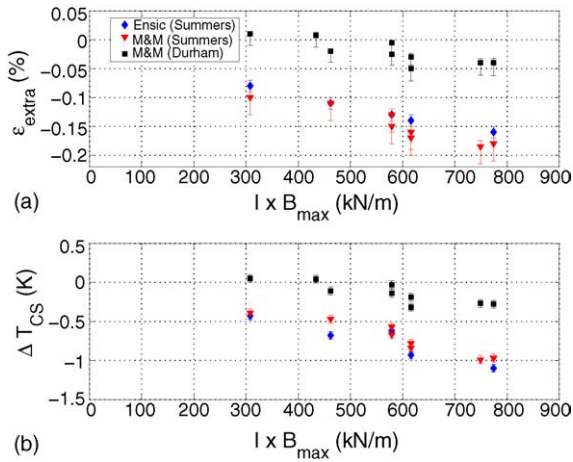 Ensic (Summers)
M&M (Summers)
M&M (Durham)
0.05
0
−0.05
−0.1
−0.15
−0.2
ε_extra (%)
0 100 200 300 400 500 600 700 800 900
(a) I x B_max (kN/m)
0.5
0
−0.5
−1
−1.5
Δ T_CS (K)
0 100 200 300 400 500 600 700 800 900
(b) I x B_max (kN/m)